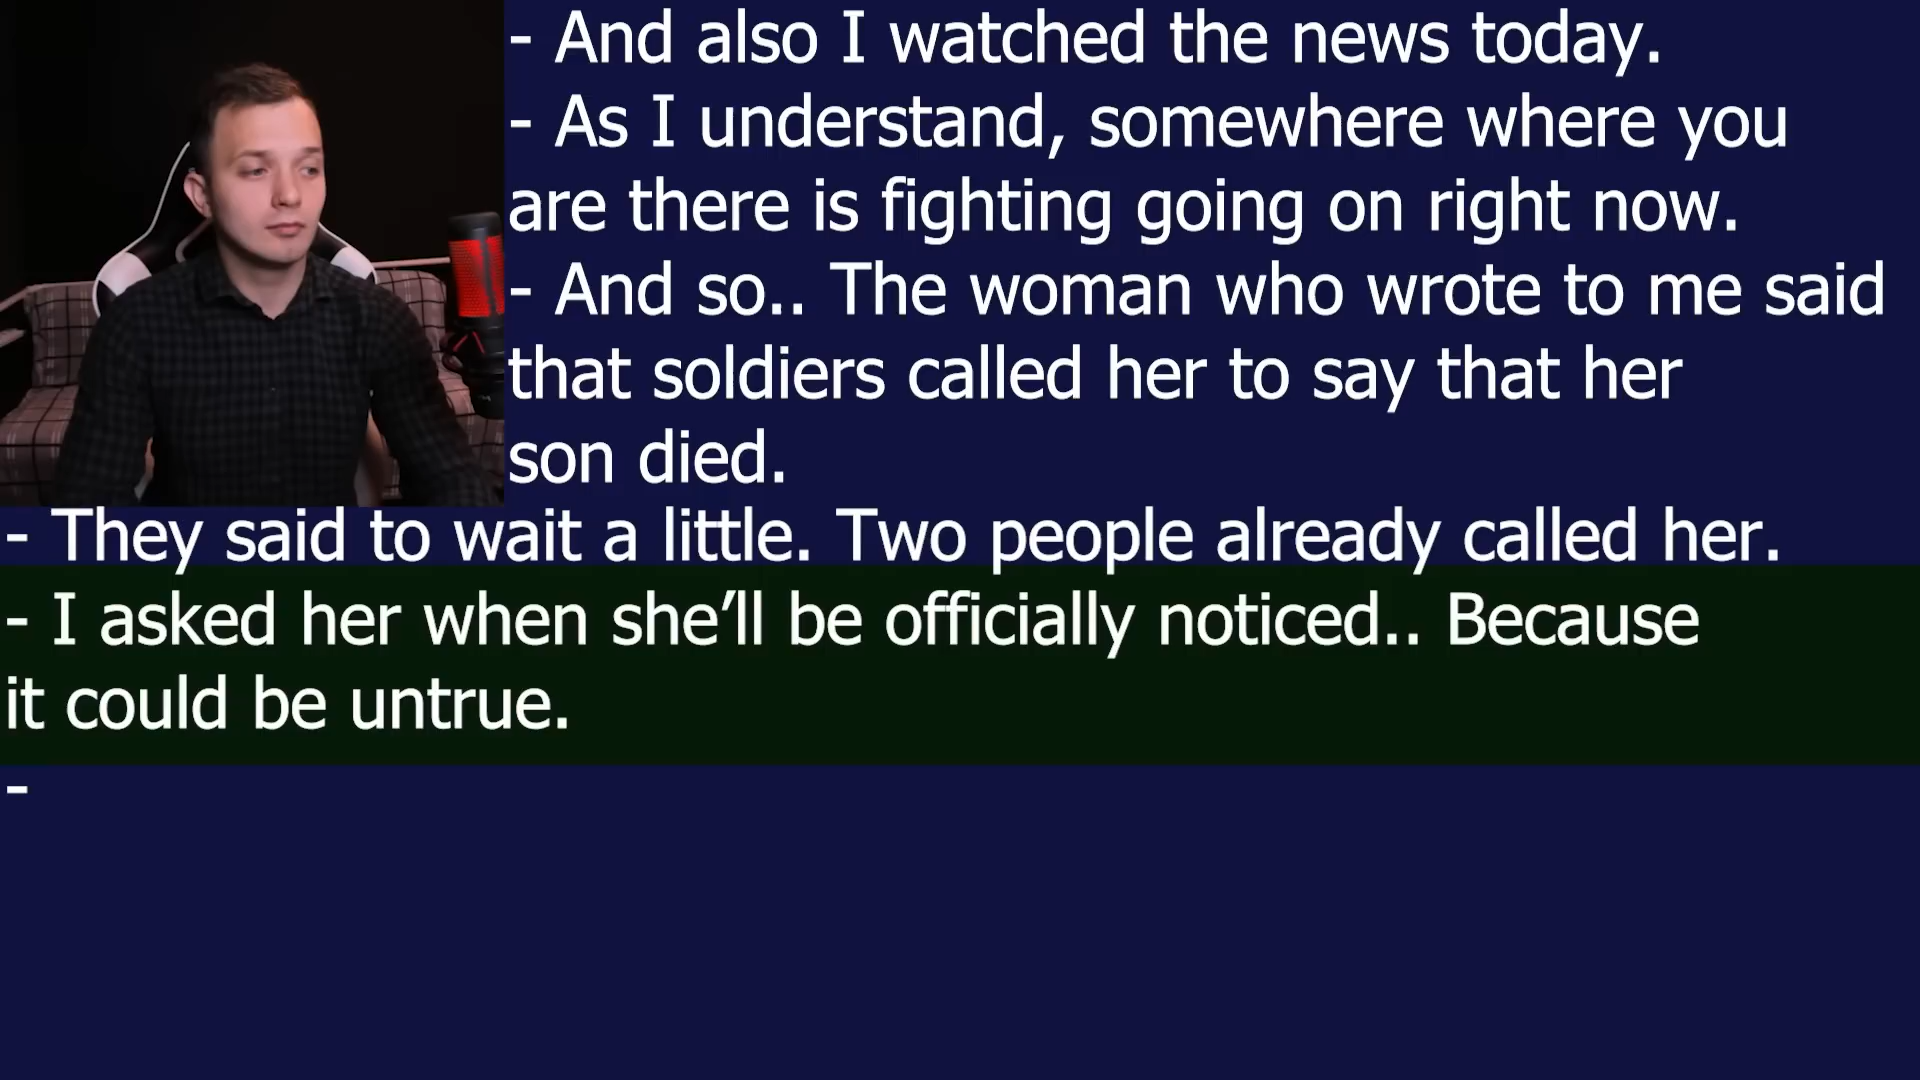 - And also I watched the news today.
- As I understand, somewhere where you
are there is fighting going on right now.
- And so.. The woman who wrote to me said
that soldiers called her to say that her
son died.
- They said to wait a little. Two people already called her.
- I asked her when she’ll be officially noticed.. Because
it could be untrue.
-